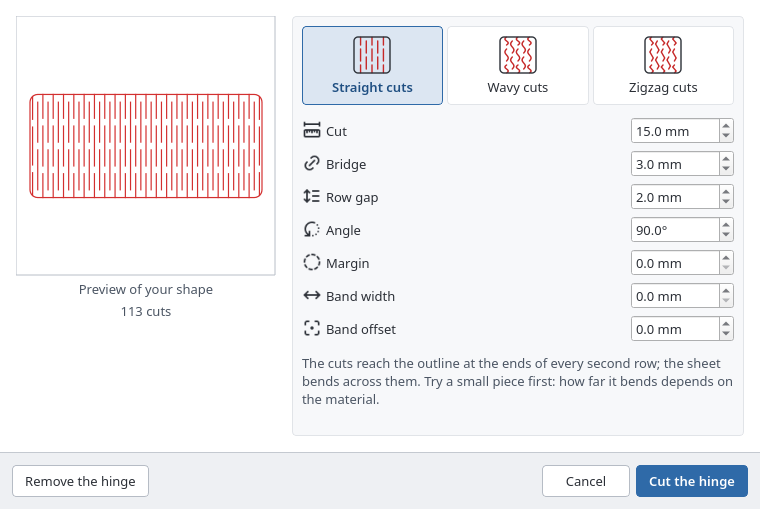 Straight cuts
Wavy cuts
Zigzag cuts
Cut
15.0 mm
Bridge
3.0 mm
Row gap
2.0 mm
Angle
90.0°
Margin
0.0 mm
Band width
0.0 mm
Band offset
0.0 mm
Preview of your shape
113 cuts
The cuts reach the outline at the ends of every second row; the sheet
bends across them. Try a small piece first: how far it bends depends on
the material.
Remove the hinge
Cancel
Cut the hinge